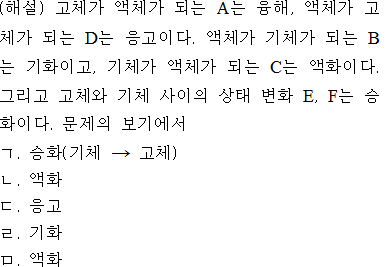 (해설) 고체가 액체가 되는 A는 융해, 액체가 고
체가 되는 D는 응고이다. 액체가 기체가 되는 B
는 기화이고, 기체가 액체가 되는 C는 액화이다.
그리고 고체와 기체 사이의 상태 변화 E, F는 승
화이다. 문제의 보기에서
ㄱ. 승화(기체 → 고체)
ㄴ. 액화
ㄷ. 응고
ㄹ. 기화
ㅁ. 액화